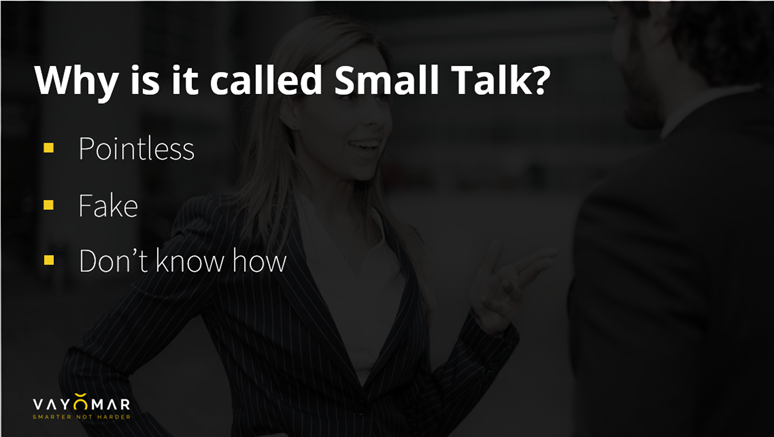 Why is it called Small Talk?
Pointless
Fake
Don’t know how
VAYOMAR
SMARTER NOT HARDER